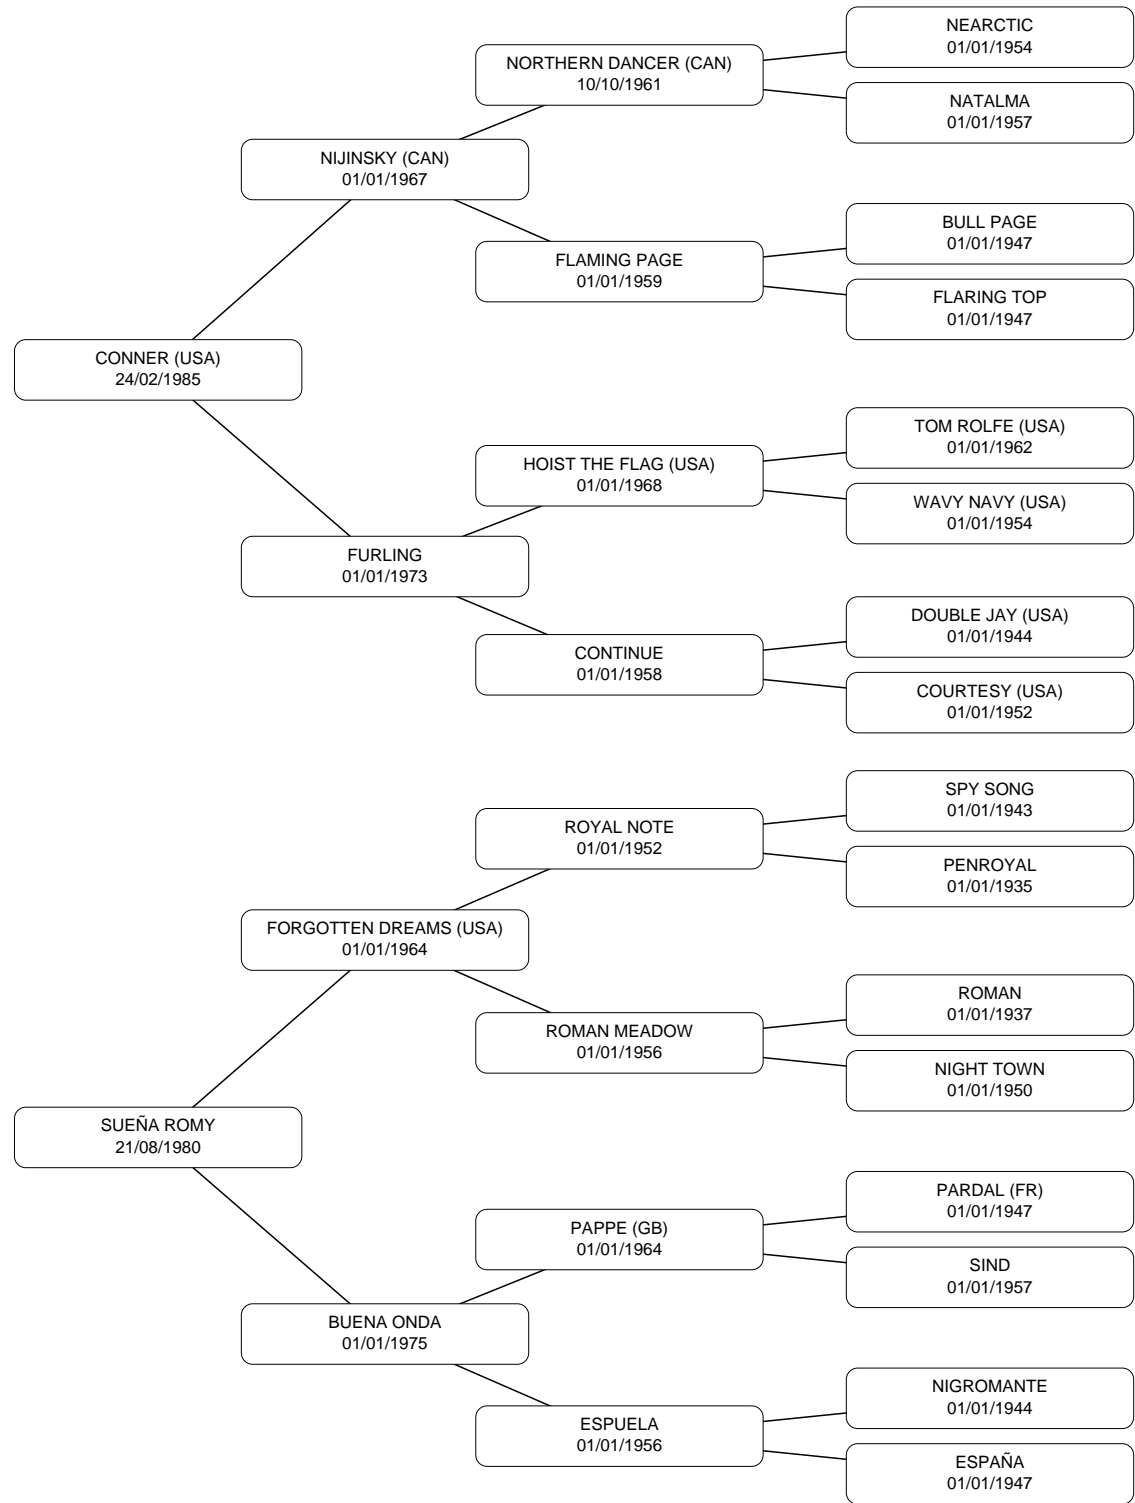 NEARCTIC
01/01/1954
NORTHERN DANCER (CAN)
10/10/1961
NATALMA
01/01/1957
NIJINSKY (CAN)
01/01/1967
BULL PAGE
01/01/1947
FLAMING PAGE
01/01/1959
FLARING TOP
01/01/1947
CONNER (USA)
24/02/1985
TOM ROLFE (USA)
01/01/1962
HOIST THE FLAG (USA)
01/01/1968
WAVY NAVY (USA)
01/01/1954
FURLING
01/01/1973
DOUBLE JAY (USA)
01/01/1944
CONTINUE
01/01/1958
COURTESY (USA)
01/01/1952
SPY SONG
01/01/1943
ROYAL NOTE
01/01/1952
PENROYAL
01/01/1935
FORGOTTEN DREAMS (USA)
01/01/1964
ROMAN
01/01/1937
ROMAN MEADOW
01/01/1956
NIGHT TOWN
01/01/1950
SUEÑA ROMY
21/08/1980
PARDAL (FR)
01/01/1947
PAPPE (GB)
01/01/1964
SIND
01/01/1957
BUENA ONDA
01/01/1975
NIGROMANTE
01/01/1944
ESPUELA
01/01/1956
ESPAÑA
01/01/1947